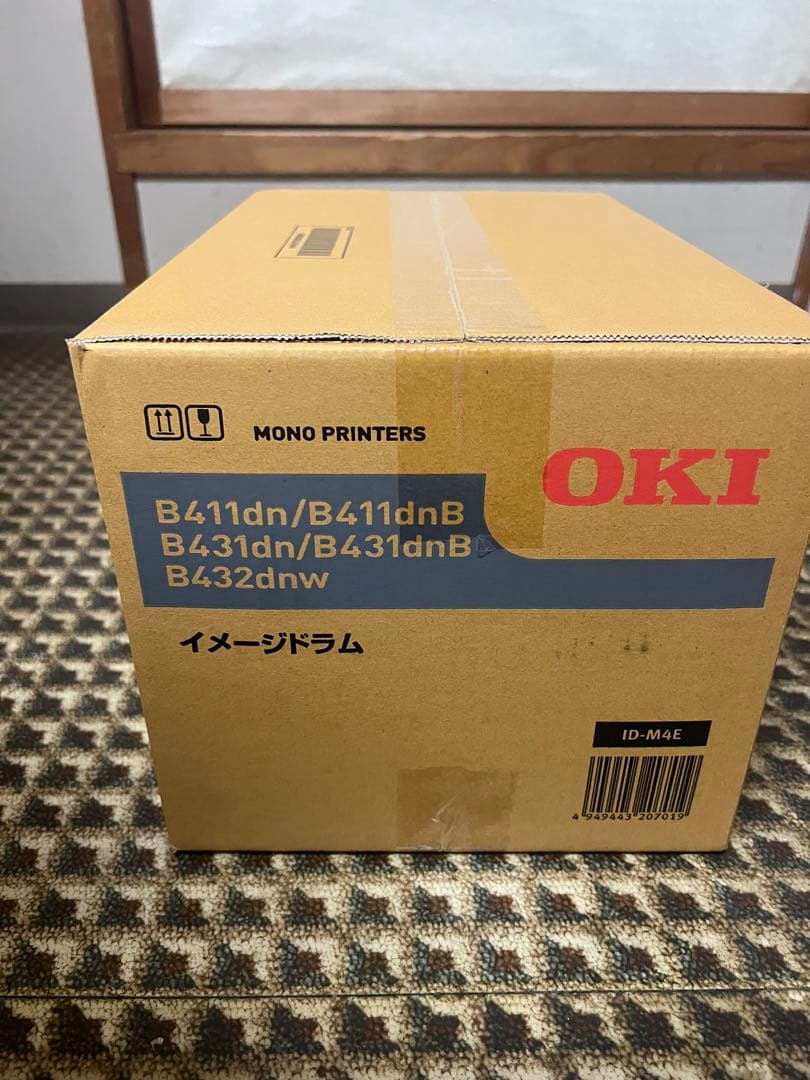 MONO PRINTERS
OKI
B411dn/B411dnB
B431dn/B431dnB
B432dnw
イメージドラム
ID-M4E
4 949443 207019